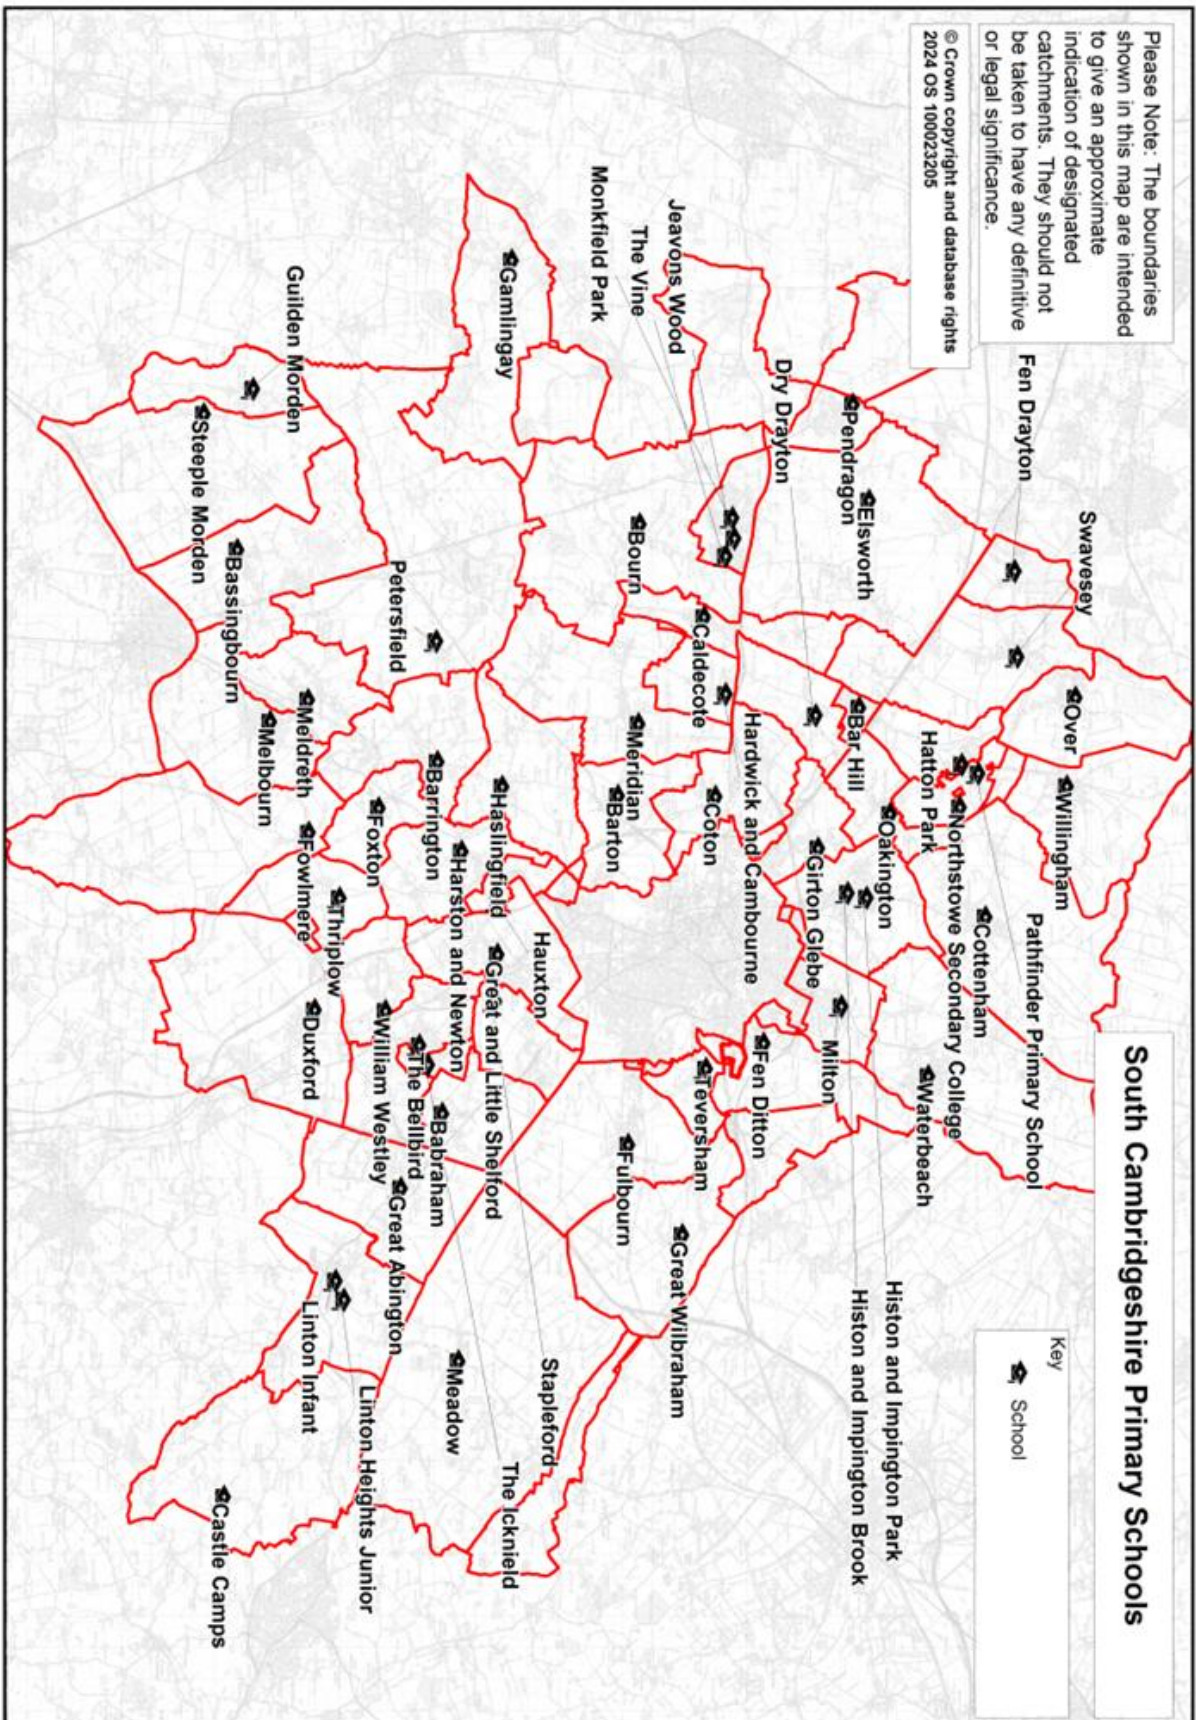 South Cambridgeshire Primary Schools
Please Note: The boundaries
shown in this map are intended
to give an approximate
indication of designated
catchments. They should not
be taken to have any definitive
or legal significance.
© Crown copyright and database rights
2024 OS 100023205
Key
School
Swavesey
Fen Drayton
Over
Willingham
Pathfinder Primary School
Cottenham
Northstowe Secondary College
Hatton Park
Waterbeach
Elsworth
Pendragon
Bar Hill
Oakington
Histon and Impington Park
Histon and Impington Brook
Milton
Girton Glebe
Dry Drayton
Hardwick and Cambourne
Fen Ditton
Jeavons Wood
The Vine
Monkfield Park
Caldecote
Coton
Teversham
Great Wilbraham
Bourn
Meridian
Barton
Fulbourn
Gamlingay
Haslingfield
Hauxton
Great and Little Shelford
Stapleford
The Icknield
Harston and Newton
Meadow
Petersfield
Barrington
Babraham
The Bellbird
Great Abington
William Westley
Foxton
Thriplow
Linton Heights Junior
Linton Infant
Guilden Morden
Meldreth
Fowlmere
Duxford
Melbourn
Bassingbourn
Steeple Morden
Castle Camps